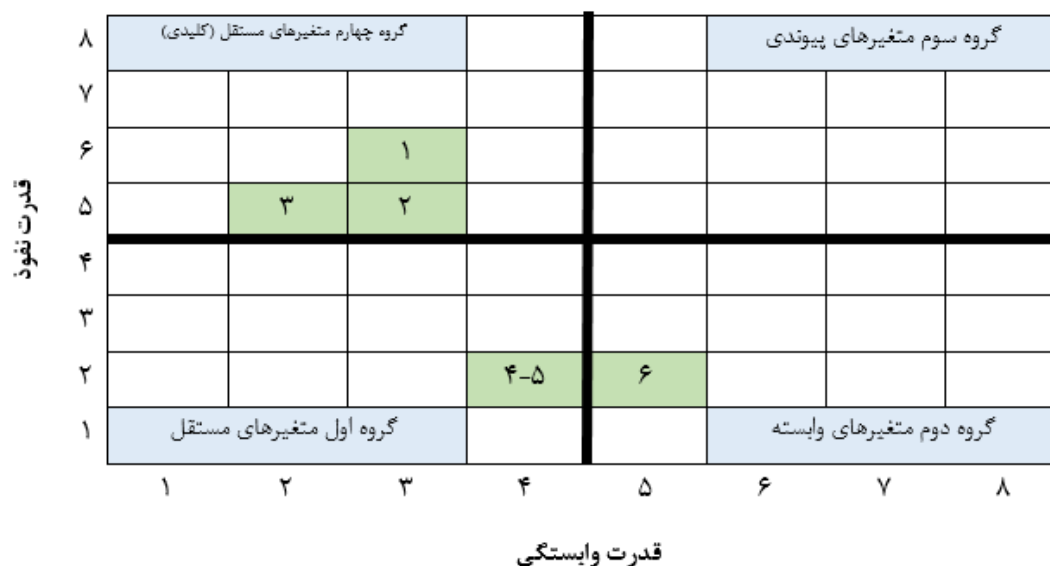 ۸ گروه چهارم متغیرهای مستقل (کلیدی) گروه سوم متغیرهای پیوندی
۷
۶ ۱
۵ ۳ ۲
قدرت نفوذ
۴
۳
۲ ۴-۵ ۶
۱ گروه اول متغیرهای مستقل گروه دوم متغیرهای وابسته
۱ ۲ ۳ ۴ ۵ ۶ ۷ ۸
قدرت وابستگی